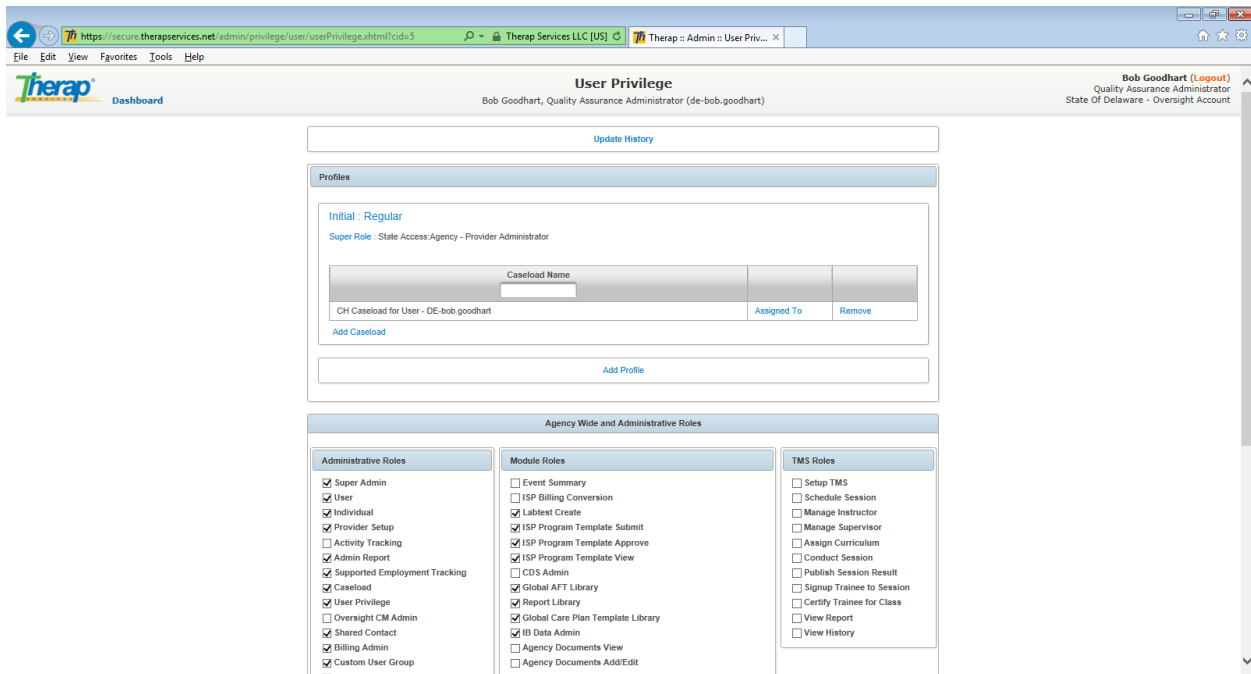 https://secure.therapservices.net/admin/privilege/user/userPrivilege.xhtml?cid=5
Therap Services LLC [US]
Therap :: Admin :: User Priv...
File Edit View Favorites Tools Help
Therap
SERVICES
Dashboard
User Privilege
Bob Goodhart, Quality Assurance Administrator (de-bob.goodhart)
Bob Goodhart (Logout)
Quality Assurance Administrator
State Of Delaware - Oversight Account
Update History
Profiles
Initial : Regular
Super Role : State Access:Agency - Provider Administrator
Caseload Name
CH Caseload for User - DE-bob.goodhart Assigned To Remove
Add Caseload
Add Profile
Agency Wide and Administrative Roles
Administrative Roles
Super Admin
User
Individual
Provider Setup
Activity Tracking
Admin Report
Supported Employment Tracking
Caseload
User Privilege
Oversight CM Admin
Shared Contact
Billing Admin
Custom User Group
Module Roles
Event Summary
ISP Billing Conversion
Labtest Create
ISP Program Template Submit
ISP Program Template Approve
ISP Program Template View
CDS Admin
Global AFT Library
Report Library
Global Care Plan Template Library
IB Data Admin
Agency Documents View
Agency Documents Add/Edit
TMS Roles
Setup TMS
Schedule Session
Manage Instructor
Manage Supervisor
Assign Curriculum
Conduct Session
Publish Session Result
Signup Trainee to Session
Certify Trainee for Class
View Report
View History